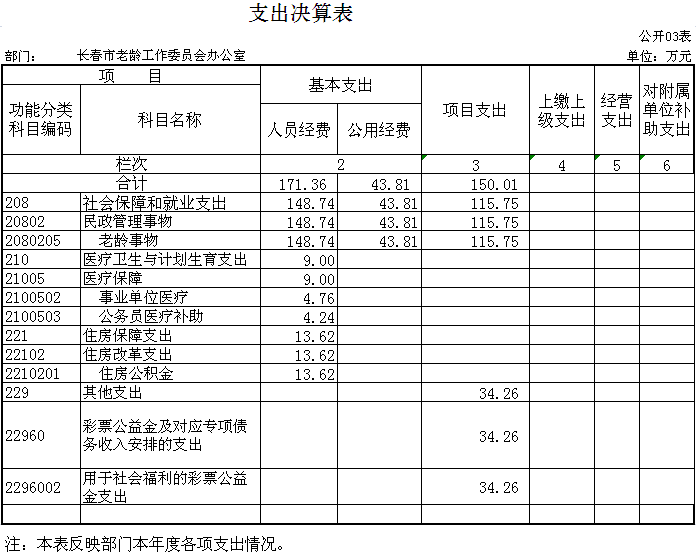 支出决算表
公开03表
部门： 长春市老龄工作委员会办公室 单位：万元
项 目 基本支出 项目支出 上缴上级支出 经营支出 对附属单位补助支出
功能分类科目编码 科目名称 人员经费 公用经费
栏次 2 3 4 5 6
合计 171.36 43.81 150.01
208 社会保障和就业支出 148.74 43.81 115.75
20802 民政管理事物 148.74 43.81 115.75
2080205 老龄事物 148.74 43.81 115.75
210 医疗卫生与计划生育支出 9.00
21005 医疗保障 9.00
2100502 事业单位医疗 4.76
2100503 公务员医疗补助 4.24
221 住房保障支出 13.62
22102 住房改革支出 13.62
2210201 住房公积金 13.62
229 其他支出 34.26
22960 彩票公益金及对应专项债务收入安排的支出 34.26
2296002 用于社会福利的彩票公益金支出 34.26
注：本表反映部门本年度各项支出情况。